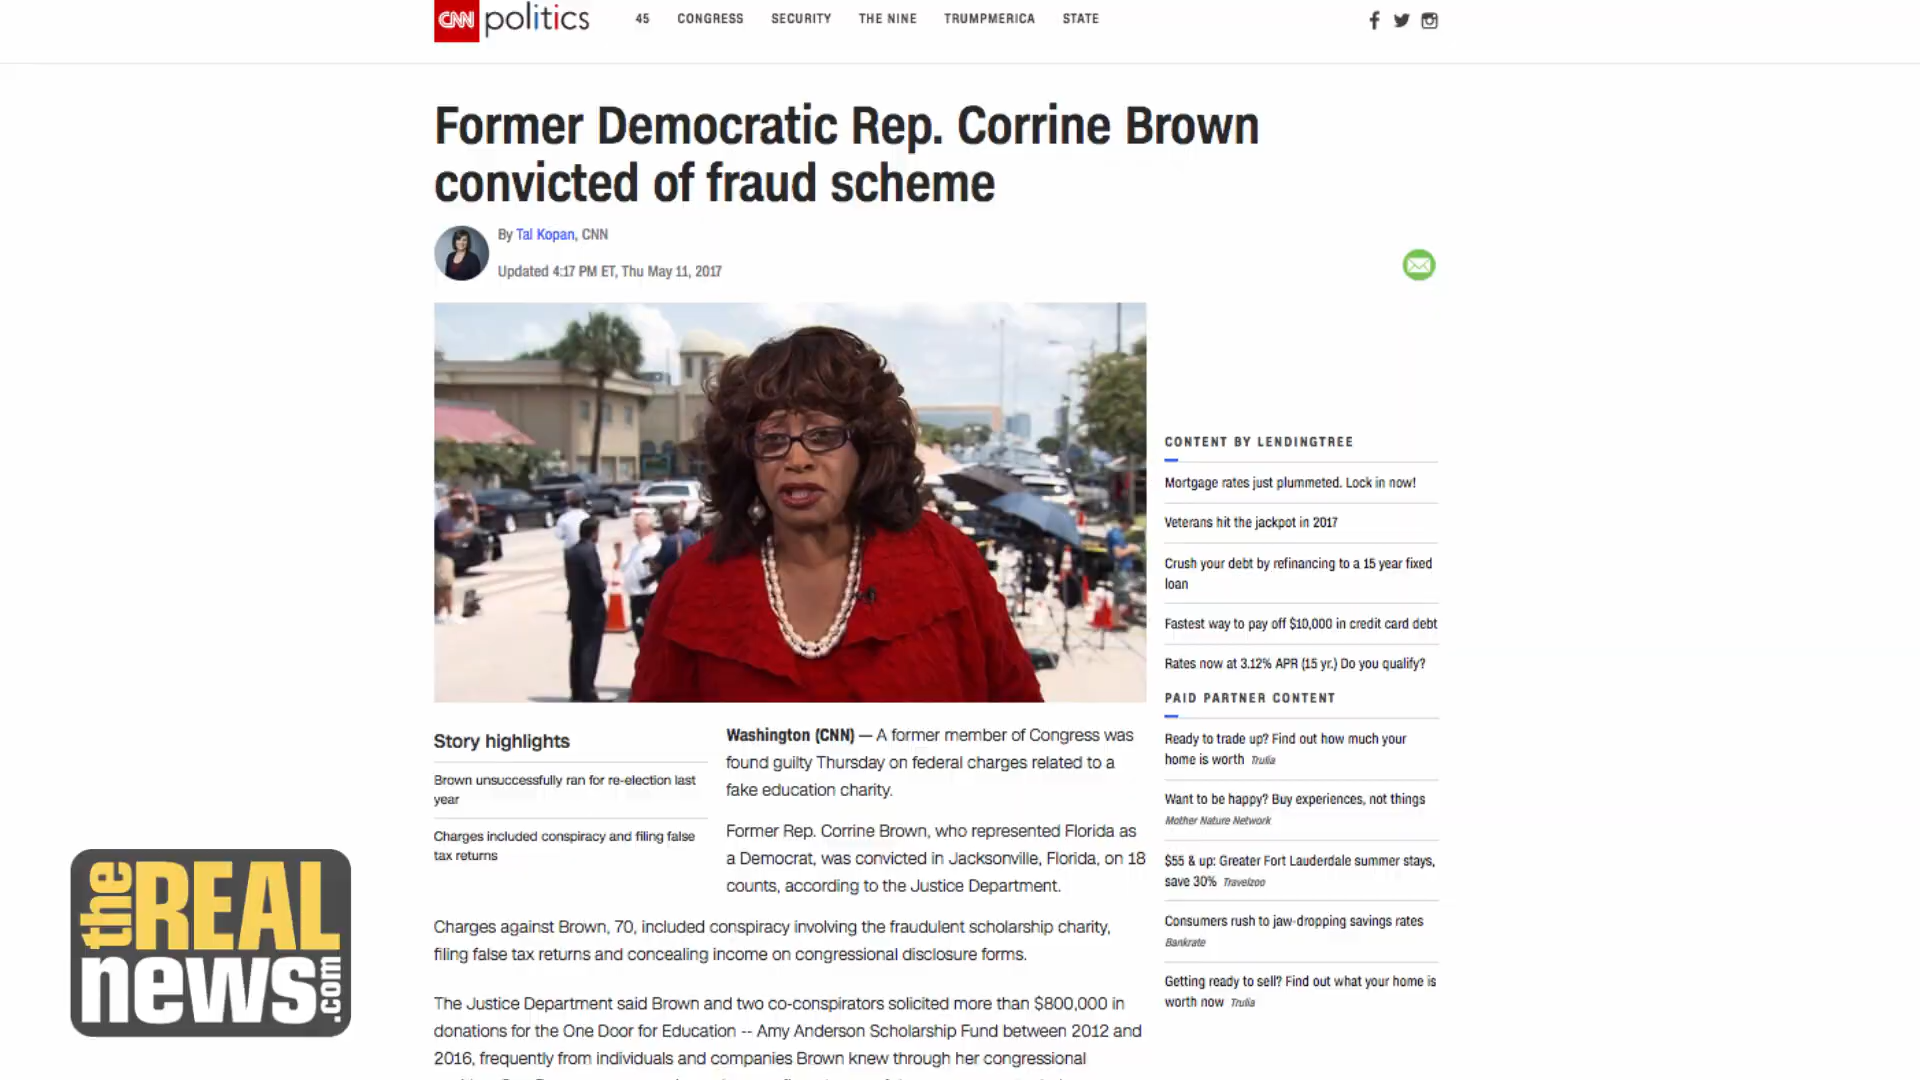 CNN politics
45 CONGRESS SECURITY THE NINE TRUMPMERICA STATE
Former Democratic Rep. Corrine Brown
convicted of fraud scheme
By Tal Kopan, CNN
Updated 4:17 PM ET, Thu May 11, 2017
Story highlights
Brown unsuccessfully ran for re-election last
year
Charges included conspiracy and filing false
tax returns
Washington (CNN) — A former member of Congress was
found guilty Thursday on federal charges related to a
fake education charity.
Former Rep. Corrine Brown, who represented Florida as
a Democrat, was convicted in Jacksonville, Florida, on 18
counts, according to the Justice Department.
Charges against Brown, 70, included conspiracy involving the fraudulent scholarship charity,
filing false tax returns and concealing income on congressional disclosure forms.
The Justice Department said Brown and two co-conspirators solicited more than $800,000 in
donations for the One Door for Education -- Amy Anderson Scholarship Fund between 2012 and
2016, frequently from individuals and companies Brown knew through her congressional
CONTENT BY LENDINGTREE
Mortgage rates just plummeted. Lock in now!
Veterans hit the jackpot in 2017
Crush your debt by refinancing to a 15 year fixed
loan
Fastest way to pay off $10,000 in credit card debt
Rates now at 3.12% APR (15 yr.) Do you qualify?
PAID PARTNER CONTENT
Ready to trade up? Find out how much your
home is worth Trulia
Want to be happy? Buy experiences, not things
Mother Nature Network
$55 & up: Greater Fort Lauderdale summer stays,
save 30% Travelzoo
Consumers rush to jaw-dropping savings rates
Bankrate
Getting ready to sell? Find out what your home is
worth now Trulia
the REAL
news.com